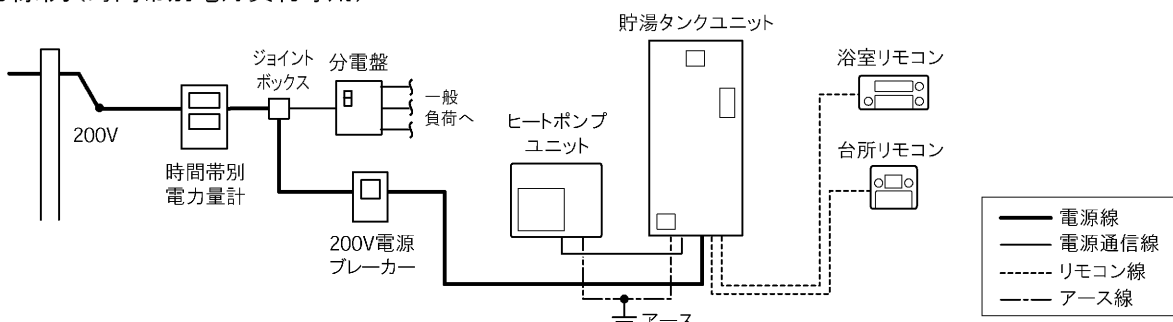 貯湯タンクユニット
ジョイント
ボックス
分電盤
浴室リモコン
一般
負荷へ
200V
ヒートポンプ
ユニット
台所リモコン
時間帯別
電力量計
200V電源
ブレーカー
アース
電源線
電源通信線
リモコン線
アース線